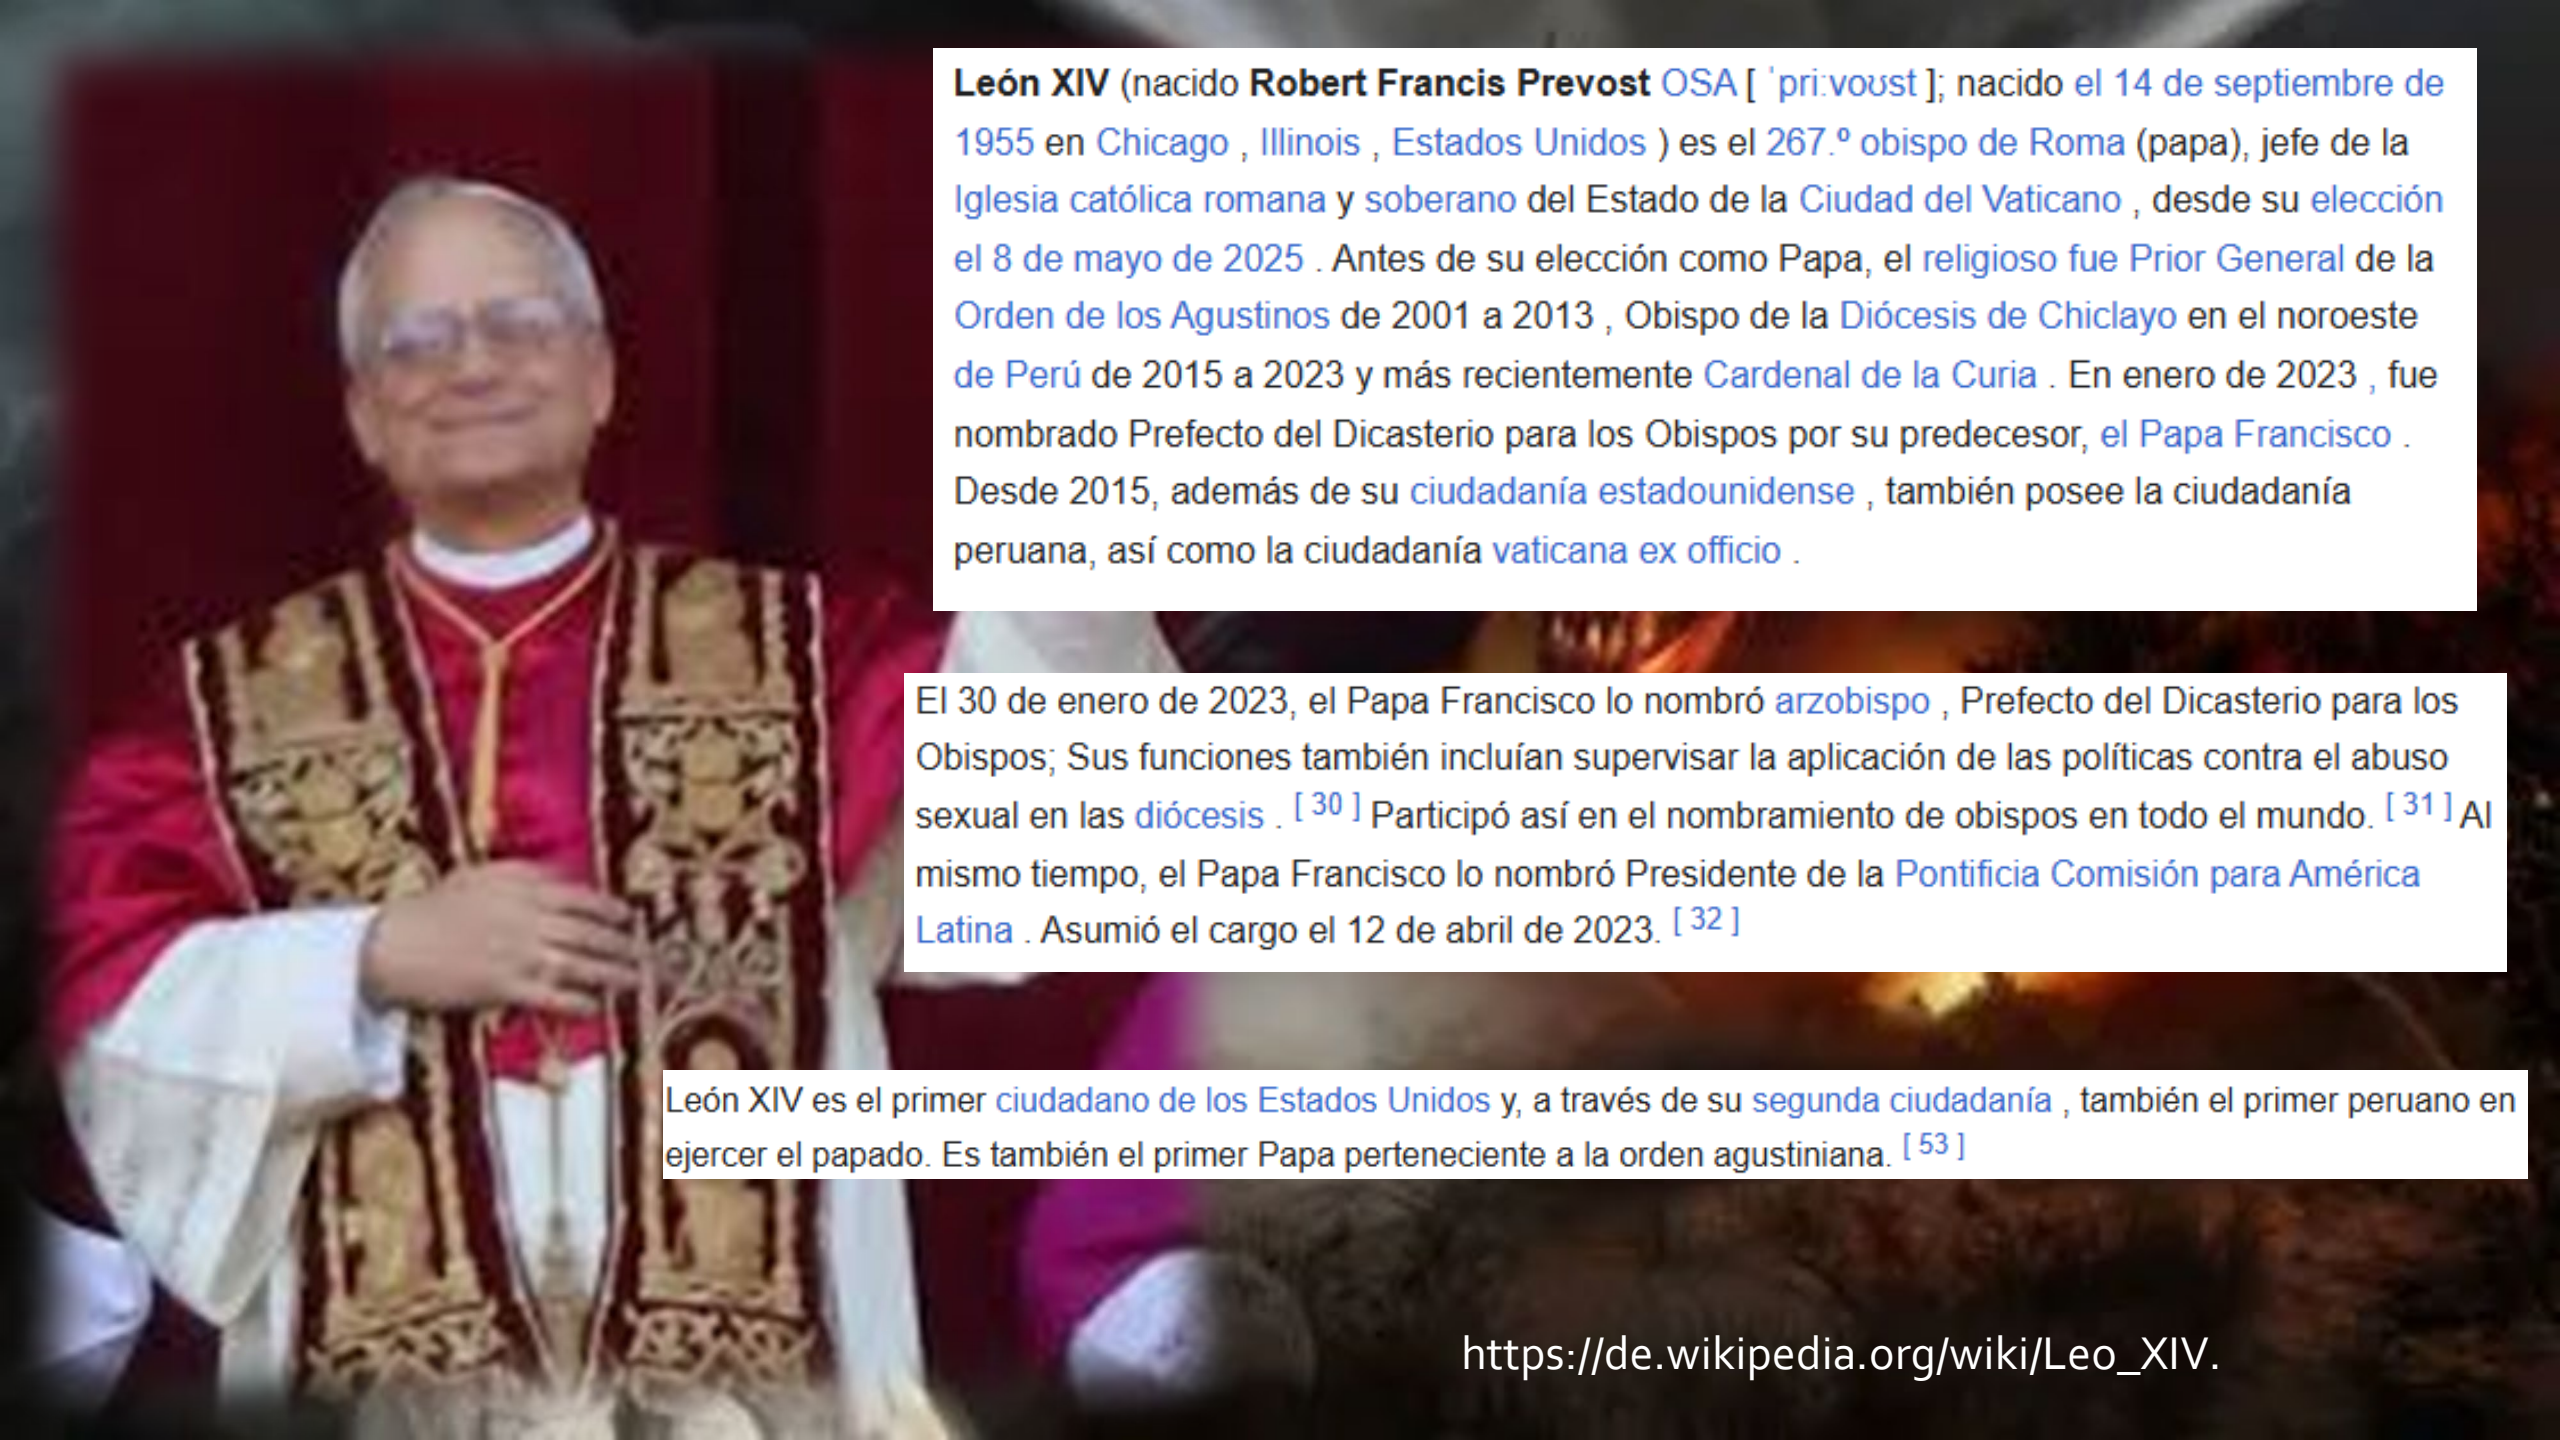 León XIV (nacido Robert Francis Prevost OSA [ ˈpriːvoʊst ]; nacido el 14 de septiembre de
1955 en Chicago , Illinois , Estados Unidos ) es el 267.º obispo de Roma (papa), jefe de la
Iglesia católica romana y soberano del Estado de la Ciudad del Vaticano , desde su elección
el 8 de mayo de 2025 . Antes de su elección como Papa, el religioso fue Prior General de la
Orden de los Agustinos de 2001 a 2013 , Obispo de la Diócesis de Chiclayo en el noroeste
de Perú de 2015 a 2023 y más recientemente Cardenal de la Curia . En enero de 2023 , fue
nombrado Prefecto del Dicasterio para los Obispos por su predecesor, el Papa Francisco .
Desde 2015, además de su ciudadanía estadounidense , también posee la ciudadanía
peruana, así como la ciudadanía vaticana ex officio .
El 30 de enero de 2023, el Papa Francisco lo nombró arzobispo , Prefecto del Dicasterio para los
Obispos; Sus funciones también incluían supervisar la aplicación de las políticas contra el abuso
sexual en las diócesis . [ 30 ] Participó así en el nombramiento de obispos en todo el mundo. [ 31 ] Al
mismo tiempo, el Papa Francisco lo nombró Presidente de la Pontificia Comisión para América
Latina . Asumió el cargo el 12 de abril de 2023. [ 32 ]
León XIV es el primer ciudadano de los Estados Unidos y, a través de su segunda ciudadanía , también el primer peruano en
ejercer el papado. Es también el primer Papa perteneciente a la orden agustiniana. [ 53 ]
https://de.wikipedia.org/wiki/Leo_XIV.